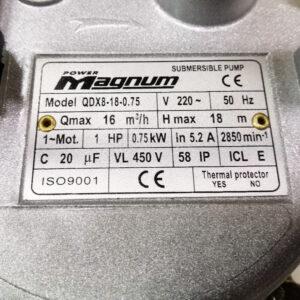 SUBMERSIBLE PUMP
POWER
Magnum CE
Model QDX8-18-0.75 V 220~ 50 Hz
Qmax 16 m³/h H max 18 m
1~Mot. 1 HP 0.75 kW in 5.2 A 2850 min⁻¹
C 20 µF VL 450 V 58 IP ICL E
ISO9001 CE Thermal protector
YES NO